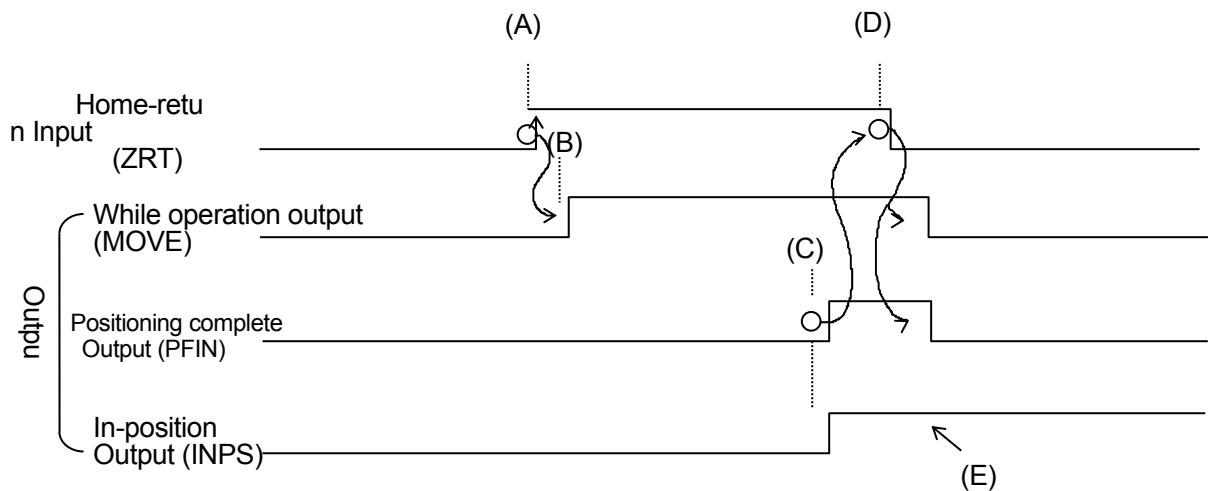 (A)
(D)
Home-retu
n Input
(ZRT)
(B)
While operation output
(MOVE)
(C)
Outpu
Positioning complete
Output (PFIN)
In-position
Output (INPS)
(E)